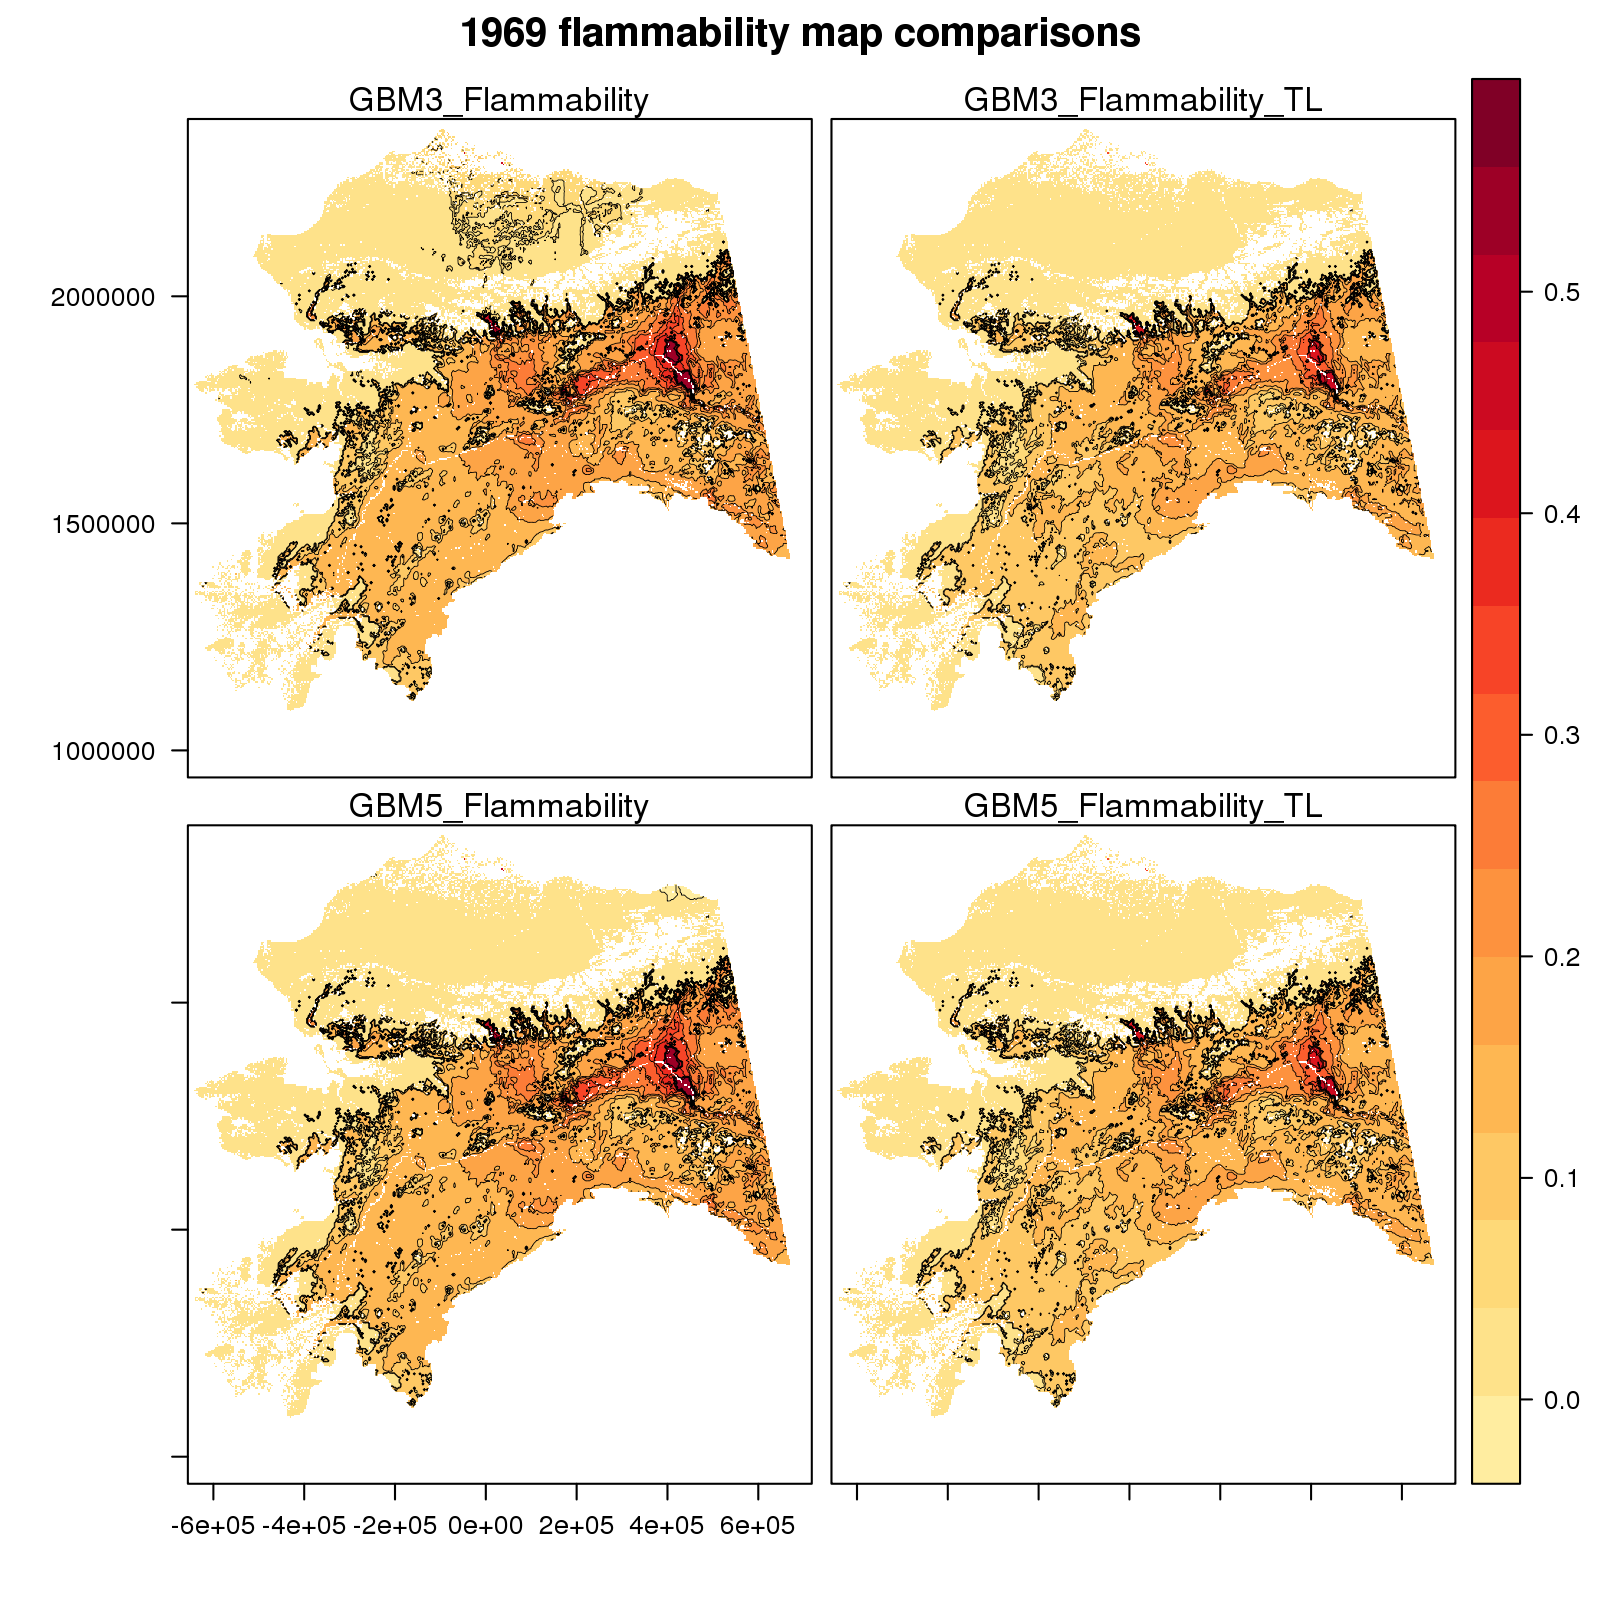 1969 flammability map comparisons
GBM3_Flammability
GBM3_Flammability_TL
2000000
1500000
1000000
GBM5_Flammability
GBM5_Flammability_TL
-6e+05 -4e+05 -2e+05 0e+00 2e+05 4e+05 6e+05
0.5
0.4
0.3
0.2
0.1
0.0